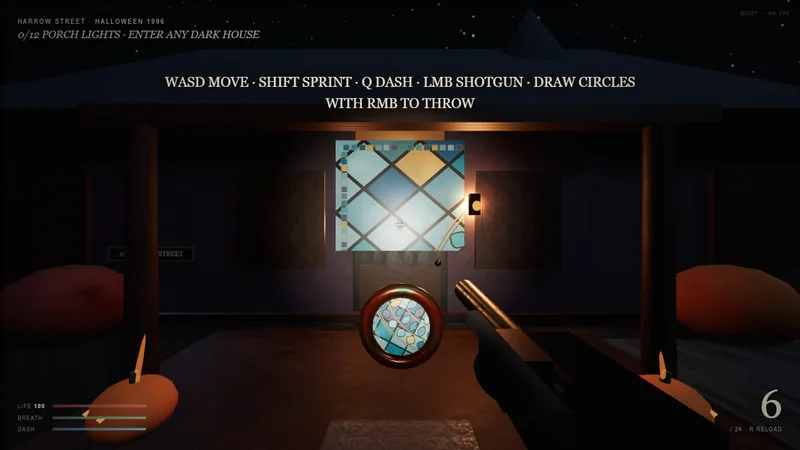 HARROW STREET · HALLOWEEN 1996
0/12 PORCH LIGHTS · ENTER ANY DARK HOUSE
WASD MOVE · SHIFT SPRINT · Q DASH · LMB SHOTGUN · DRAW CIRCLES
WITH RMB TO THROW
STREET
LIFE 100
BREATH
DASH
6
/ 24 · R RELOAD